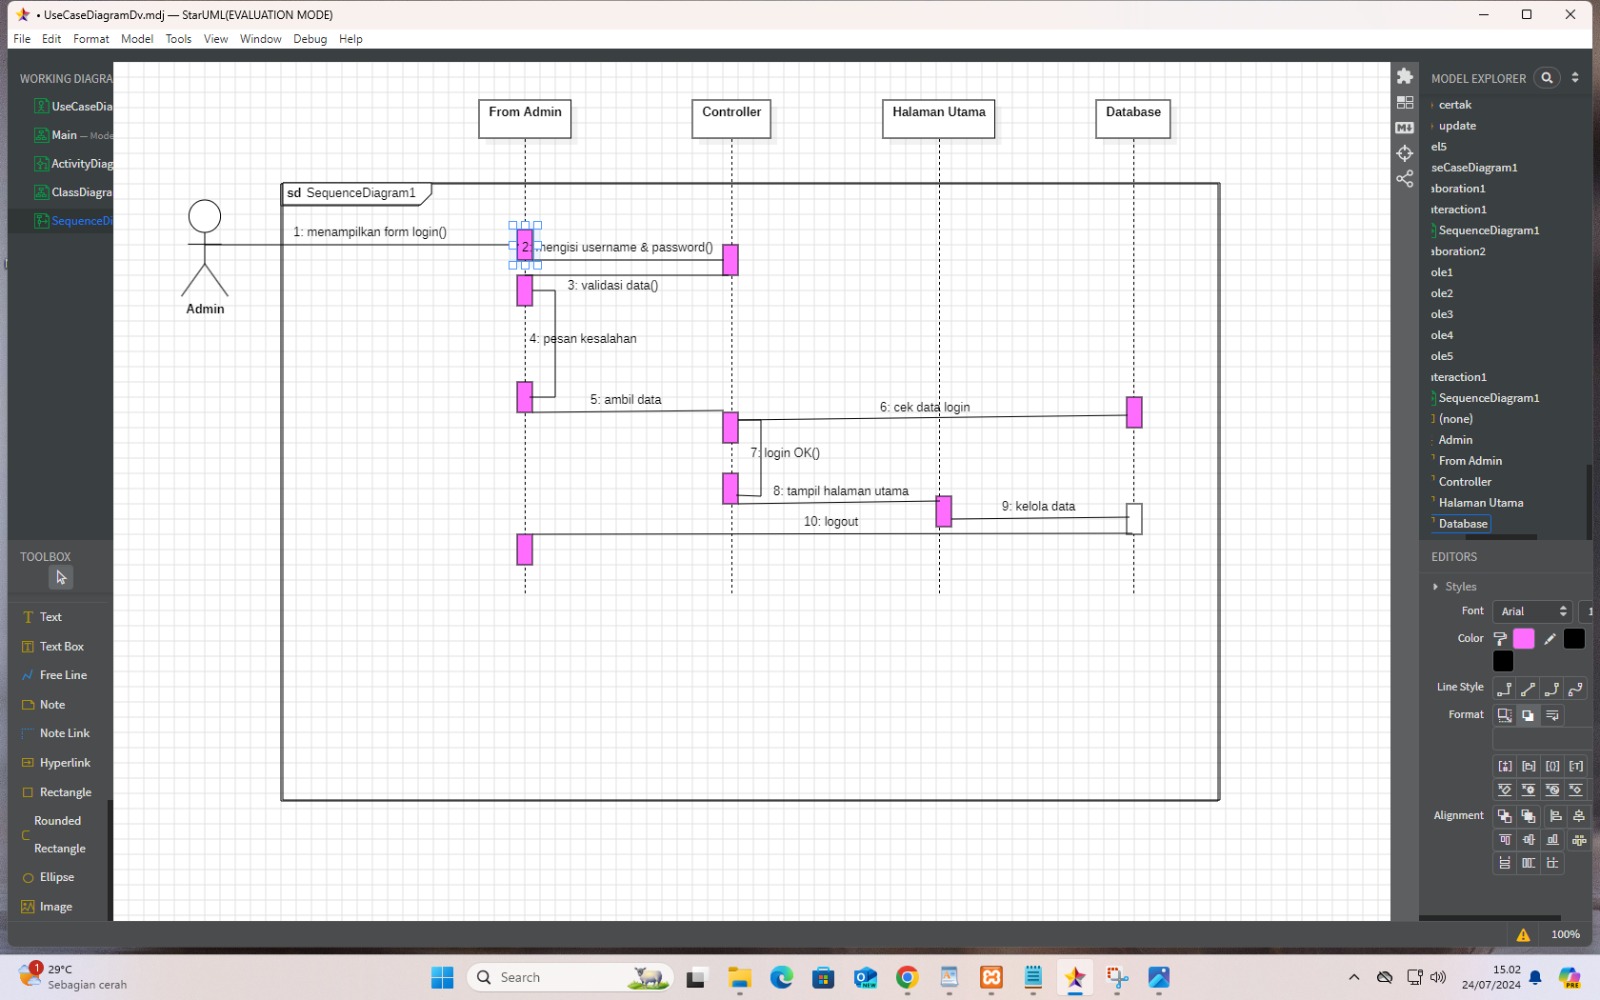 • UseCaseDiagramDv.mdj — StarUML(EVALUATION MODE)
File Edit Format Model Tools View Window Debug Help
WORKING DIAGRA
UseCaseDia
Main — Mode
ActivityDiag
ClassDiagra
SequenceDi
TOOLBOX
Text
Text Box
Free Line
Note
Note Link
Hyperlink
Rectangle
Rounded
Rectangle
Ellipse
Image
From Admin
Controller
Halaman Utama
Database
sd SequenceDiagram1
Admin
1: menampilkan form login()
2: mengisi username & password()
3: validasi data()
4: pesan kesalahan
5: ambil data
6: cek data login
7: login OK()
8: tampil halaman utama
9: kelola data
10: logout
MODEL EXPLORER
certak
update
el5
seCaseDiagram1
aboration1
nteraction1
SequenceDiagram1
aboration2
ole1
ole2
ole3
ole4
ole5
nteraction1
SequenceDiagram1
(none)
Admin
From Admin
Controller
Halaman Utama
Database
EDITORS
Styles
Font Arial 1
Color
Line Style
Format
Alignment
100%
1
29°C
Sebagian cerah
Search
15.02
24/07/2024